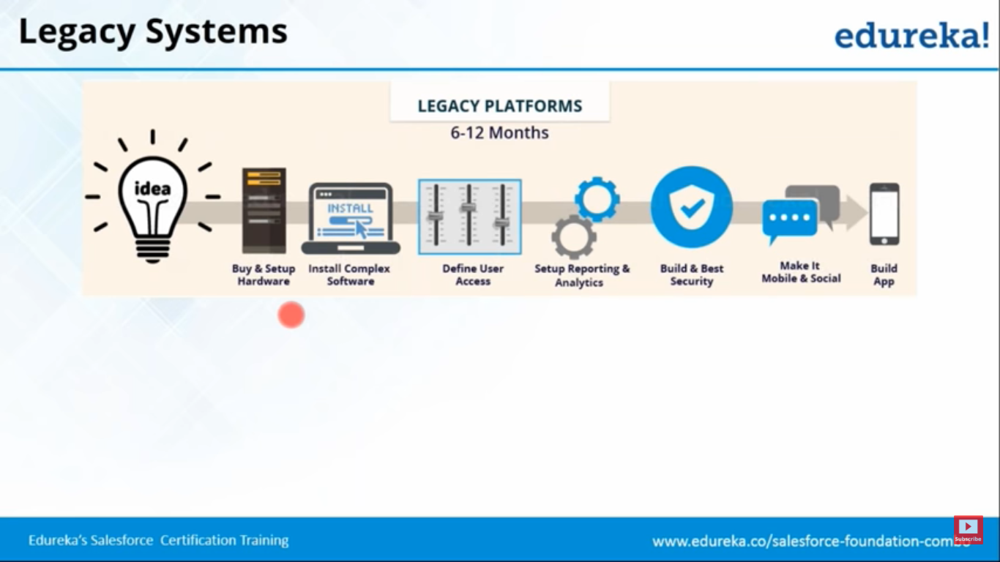 Legacy Systems
edureka!
LEGACY PLATFORMS
6-12 Months
idea
INSTALL
Buy & Setup
Hardware
Install Complex
Software
Define User
Access
Setup Reporting &
Analytics
Build & Best
Security
Make It
Mobile & Social
Build
App
Edureka's Salesforce Certification Training
www.edureka.co/salesforce-foundation-combo
Subscribe